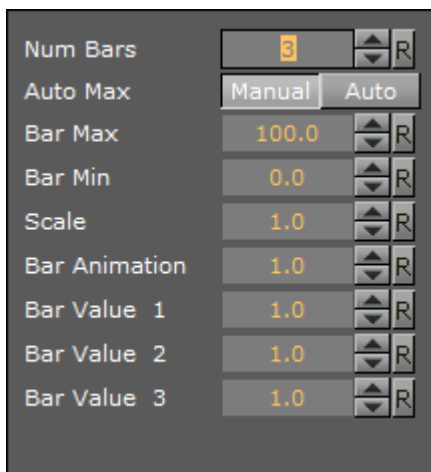 Num Bars 3 R
Auto Max Manual Auto
Bar Max 100.0 R
Bar Min 0.0 R
Scale 1.0 R
Bar Animation 1.0 R
Bar Value 1 1.0 R
Bar Value 2 1.0 R
Bar Value 3 1.0 R